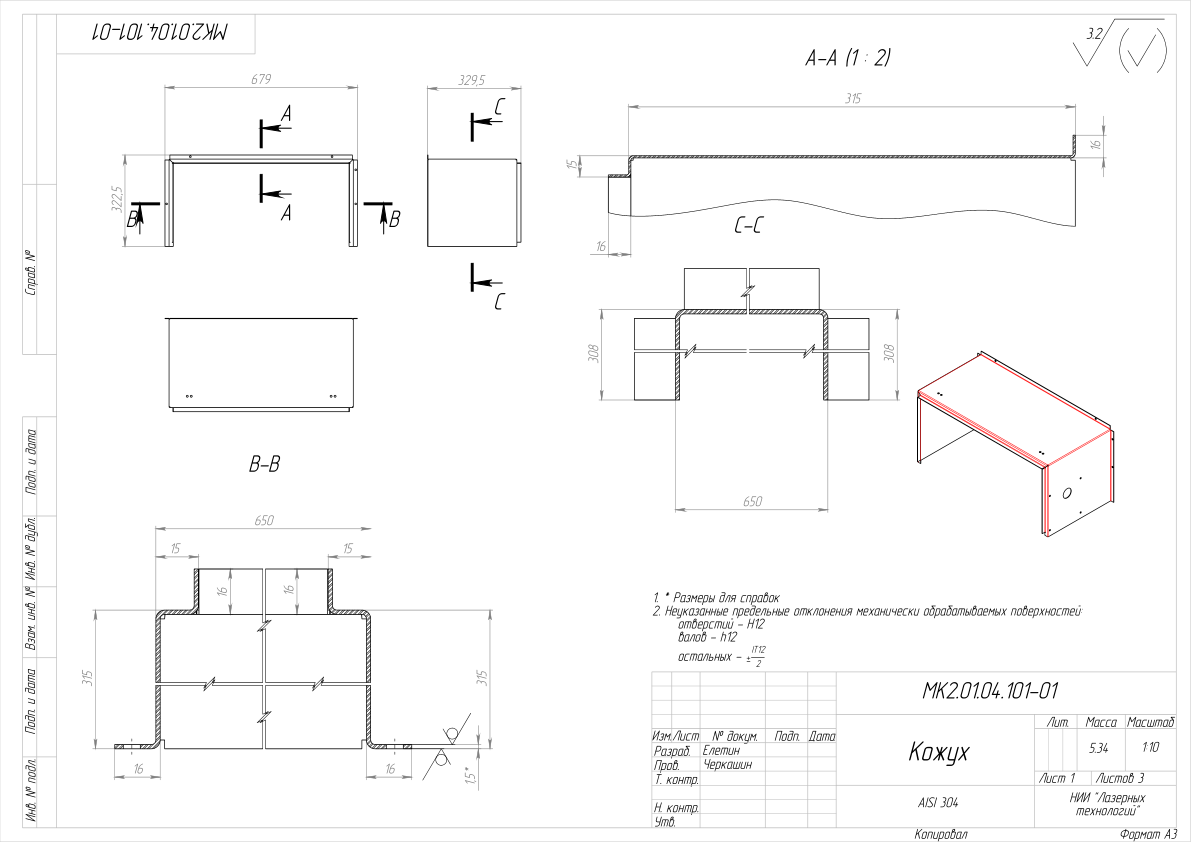 МК2.01.04.101-01
3.2
А-А (1 : 2)
679
329,5
315
А
А
С
С
В
В
322,5
15
16
16
С-С
308
308
650
В-В
650
15
15
16
16
315
315
16
16
1,5*
1. * Размеры для справок
2. Неуказанные предельные отклонения механически обрабатываемых поверхностей:
отверстий - Н12
валов - h12
остальных - ± IT12
2
МК2.01.04.101-01
Изм. Лист № докум. Подп. Дата
Разраб. Елетин
Пров. Черкашин
Т. контр.
Н. контр.
Утв.
Кожух
AISI 304
Лит. Масса Масштаб
5,34 1:10
Лист 1 Листов 3
НИИ "Лазерных
технологий"
Копировал Формат А3
Справ. №
Подп. и дата
Инв. № дубл.
Взам. инв. №
Подп. и дата
Инв. № подл.